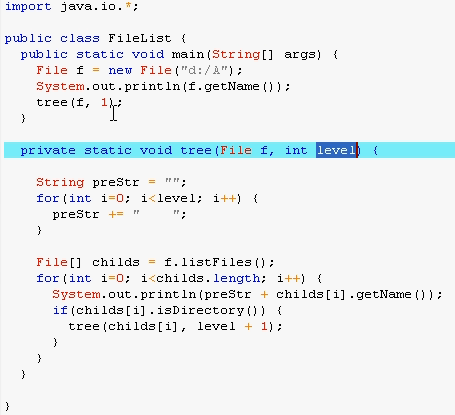 import java.io.*;
public class FileList {
  public static void main(String[] args) {
    File f = new File("d:/A");
    System.out.println(f.getName());
    tree(f, 1);
  }
  private static void tree(File f, int level) {
    String preStr = "";
    for(int i=0; i<level; i++) {
      preStr += "    ";
    }
    File[] childs = f.listFiles();
    for(int i=0; i<childs.length; i++) {
      System.out.println(preStr + childs[i].getName());
      if(childs[i].isDirectory()) {
        tree(childs[i], level + 1);
      }
    }
  }
}